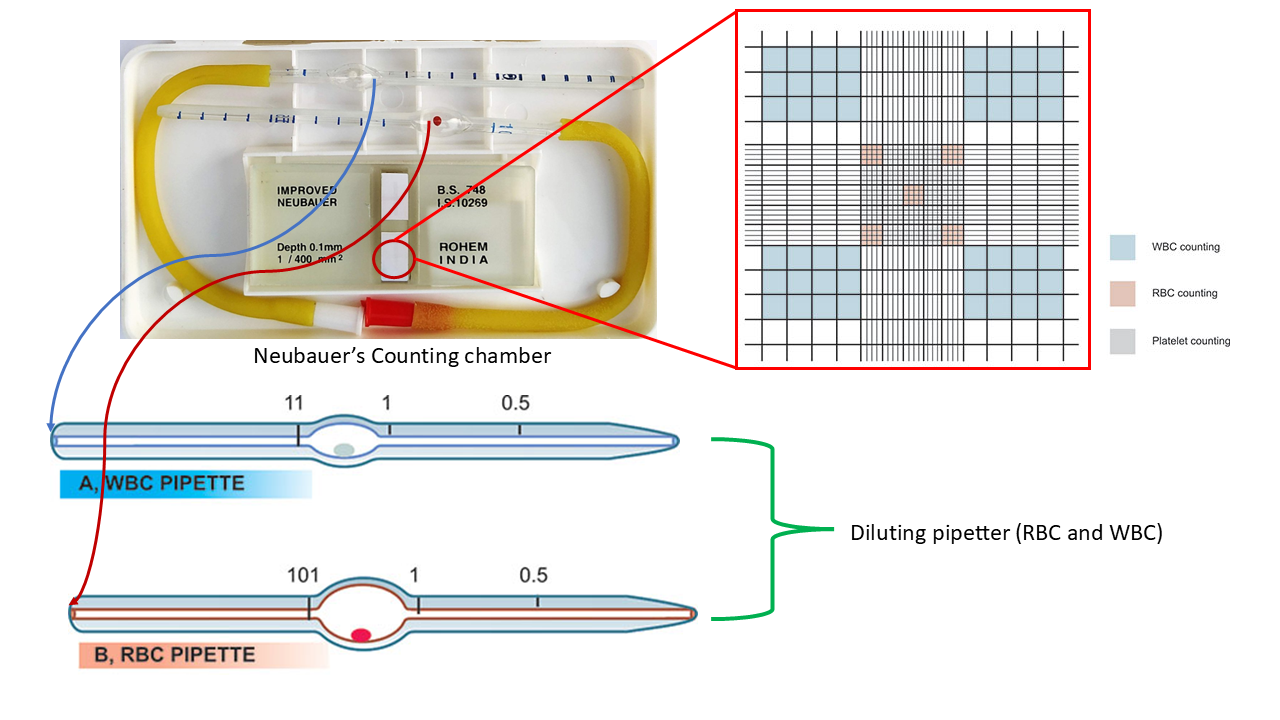 IMPROVED
NEUBAUER
B.S. 748
I.S.10269
Depth 0.1mm
1 / 400 mm²
ROHEM
INDIA
WBC counting
RBC counting
Platelet counting
Neubauer’s Counting chamber
11 1 0.5
A, WBC PIPETTE
Diluting pipetter (RBC and WBC)
101 1 0.5
B, RBC PIPETTE